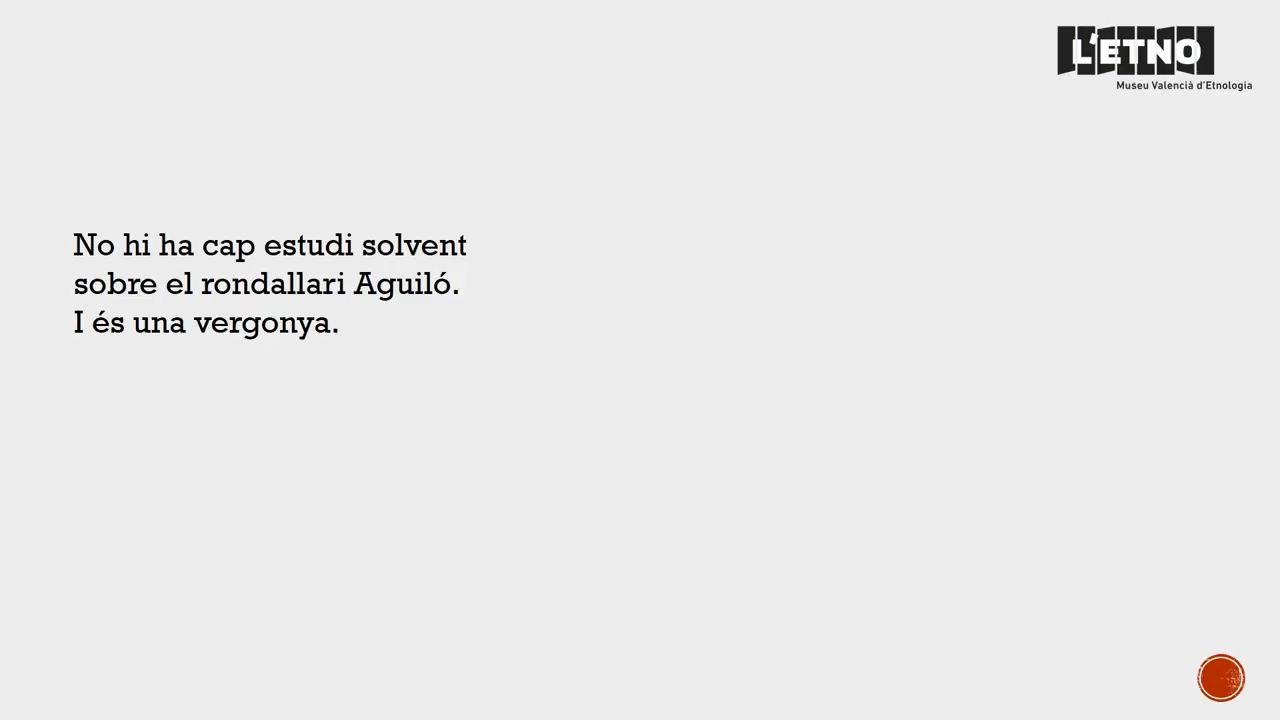 L'ETNO
Museu Valencià d'Etnologia
No hi ha cap estudi solvent
sobre el rondallari Aguiló.
I és una vergonya.